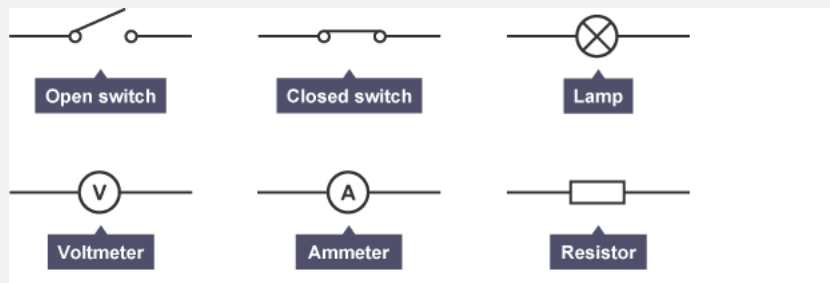 Open switch
Closed switch
Lamp
V
A
Voltmeter
Ammeter
Resistor